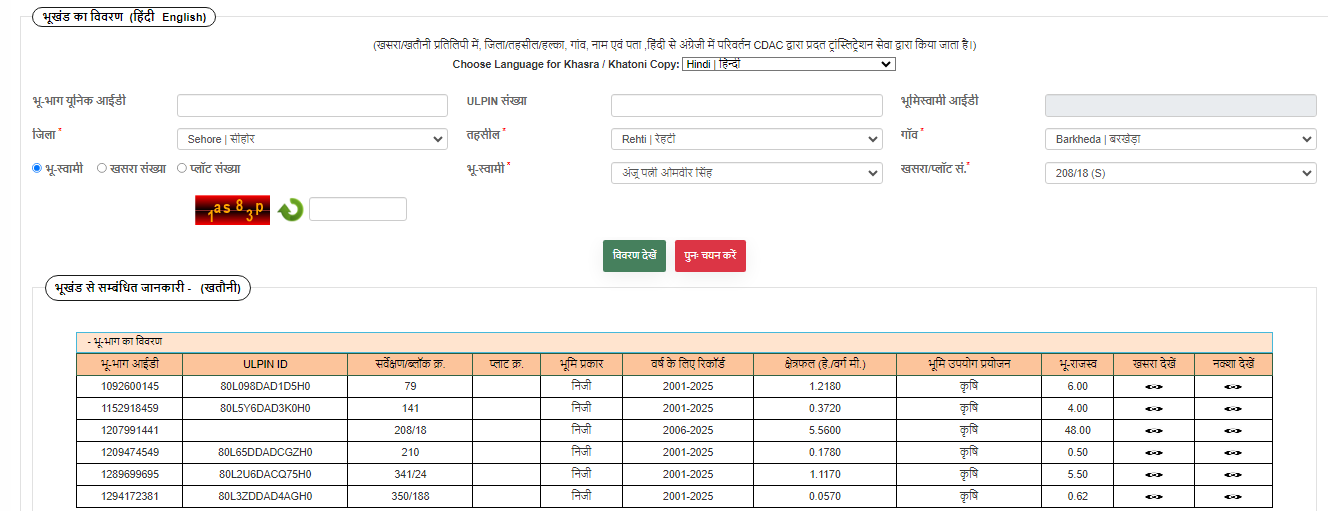 भूखंड का विवरण (हिंदी English)
(खसरा/खतौनी प्रतिलिपी में, जिला/तहसील/हल्का, गांव, नाम एवं पता ,हिंदी से अंग्रेजी में परिवर्तन CDAC द्वारा प्रदत ट्रांस्लिट्रेशन सेवा द्वारा किया जाता है।)
Choose Language for Khasra / Khatoni Copy: Hindi | हिन्दी
भू-भाग यूनिक आईडी ULPIN संख्या भूमिस्वामी आईडी
जिला * Sehore | सीहोर तहसील * Rehti | रेहटी गाँव * Barkheda | बरखेड़ा
भू-स्वामी खसरा संख्या प्लॉट संख्या भू-स्वामी * अंजू पत्नी ओमवीर सिंह खसरा/प्लॉट सं.* 208/18 (S)
1as83p
विवरण देखें पुनः चयन करें
भूखंड से सम्बंधित जानकारी - (खतौनी)
- भू-भाग का विवरण
भू-भाग आईडी ULPIN ID सर्वेक्षण/ब्लॉक क्र. प्लाट क्र. भूमि प्रकार वर्ष के लिए रिकॉर्ड क्षेत्रफल (हे./वर्ग मी.) भूमि उपयोग प्रयोजन भू-राजस्व खसरा देखें नक्शा देखें
1092600145 80L098DAD1D5H0 79 निजी 2001-2025 1.2180 कृषि 6.00
1152918459 80L5Y6DAD3K0H0 141 निजी 2001-2025 0.3720 कृषि 4.00
1207991441 208/18 निजी 2006-2025 5.5600 कृषि 48.00
1209474549 80L65DDADCGZH0 210 निजी 2001-2025 0.1780 कृषि 0.50
1289699695 80L2U6DACQ75H0 341/24 निजी 2001-2025 1.1170 कृषि 5.50
1294172381 80L3ZDDAD4AGH0 350/188 निजी 2001-2025 0.0570 कृषि 0.62